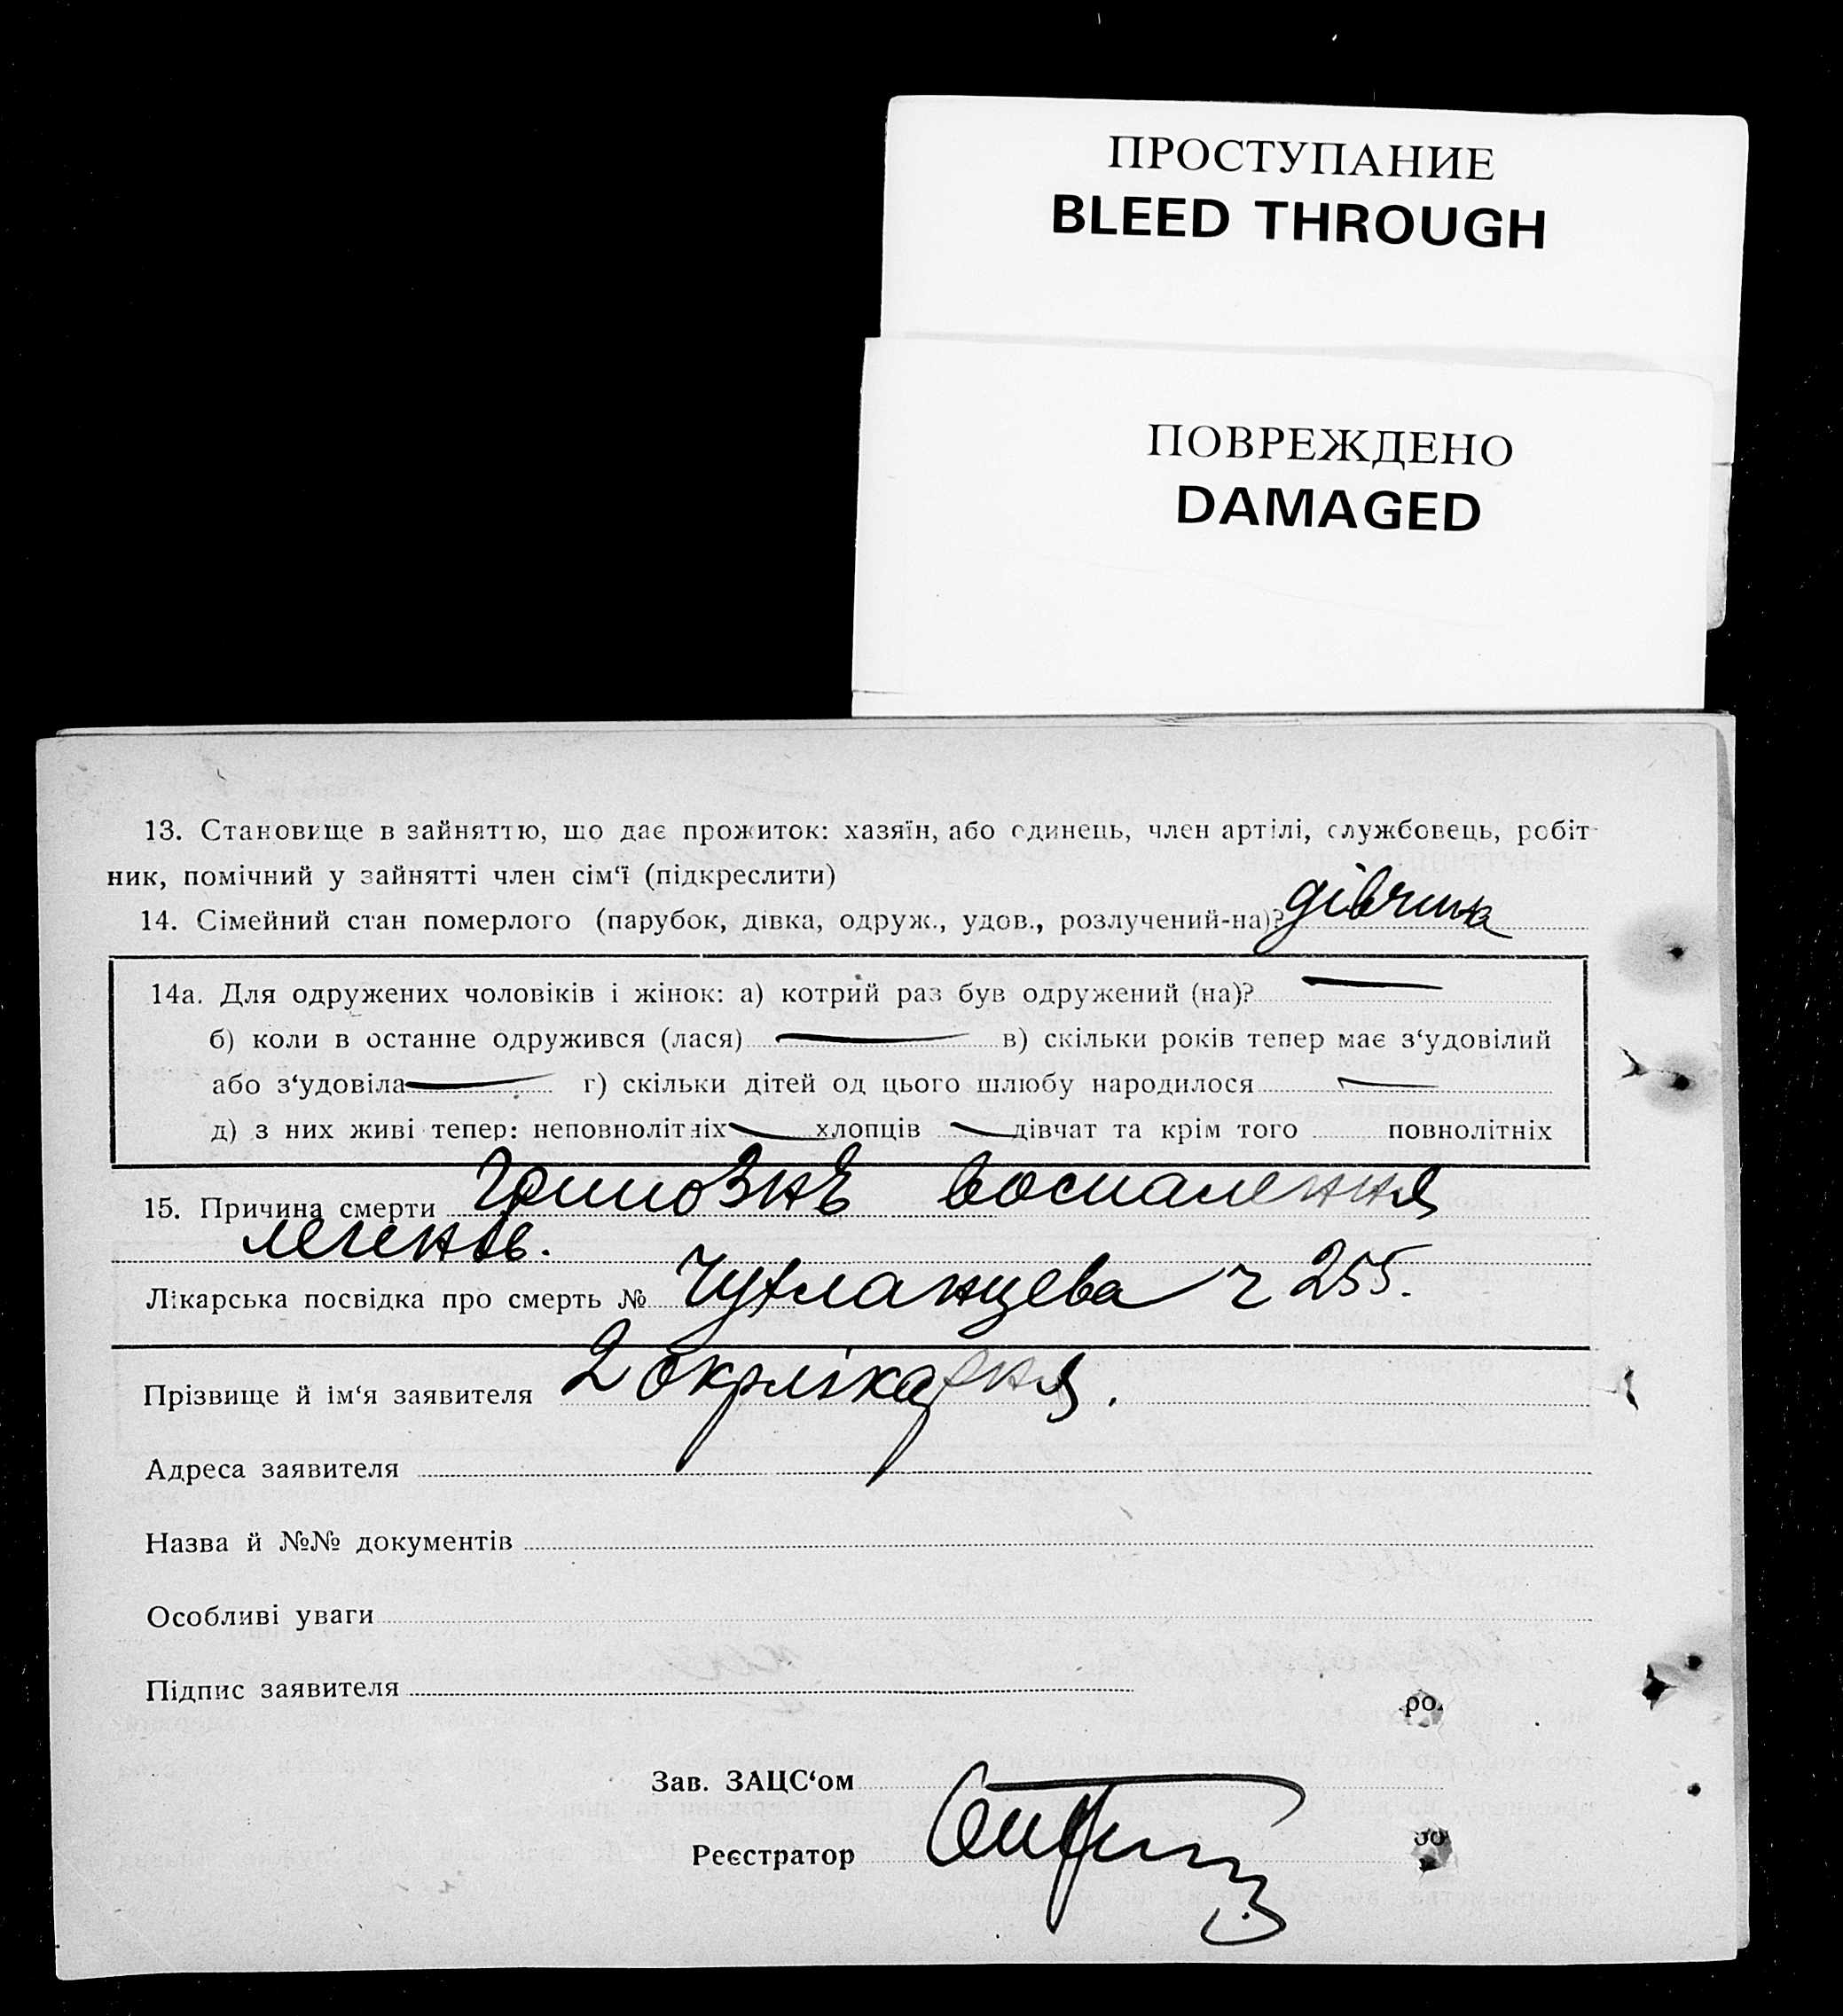 ПРОСТУПАНИЕ
BLEED THROUGH
ПОВРЕЖДЕНО
DAMAGED
13. Становище в зайняттю, що дає прожиток: хазяїн, або одинець, член артілі, службовець, робіт-
ник, помічний у зайнятті член сім‘ї (підкреслити)
14. Сімейний стан померлого (парубок, дівка, одруж., удов., розлучений-на)? дівчина
14а. Для одружених чоловіків і жінок: а) котрий раз був одружений (на)? —
б) коли в останне одружився (лася) — в) скільки років тепер має з‘удовілий
або з‘удовіла — г) скільки дітей од цього шлюбу народилося —
д) з них живі тепер: неповнолітніх — хлопців — дівчат та крім того повнолітніх
15. Причина смерти воспалення
легенів.
Лікарська посвідка про смерть № ч 255.
Прізвище й ім‘я заявителя 2 окрлікарня.
Адреса заявителя
Назва й №№ документів
Особливі уваги
Підпис заявителя
Зав. ЗАЦС‘ом
Реєстратор